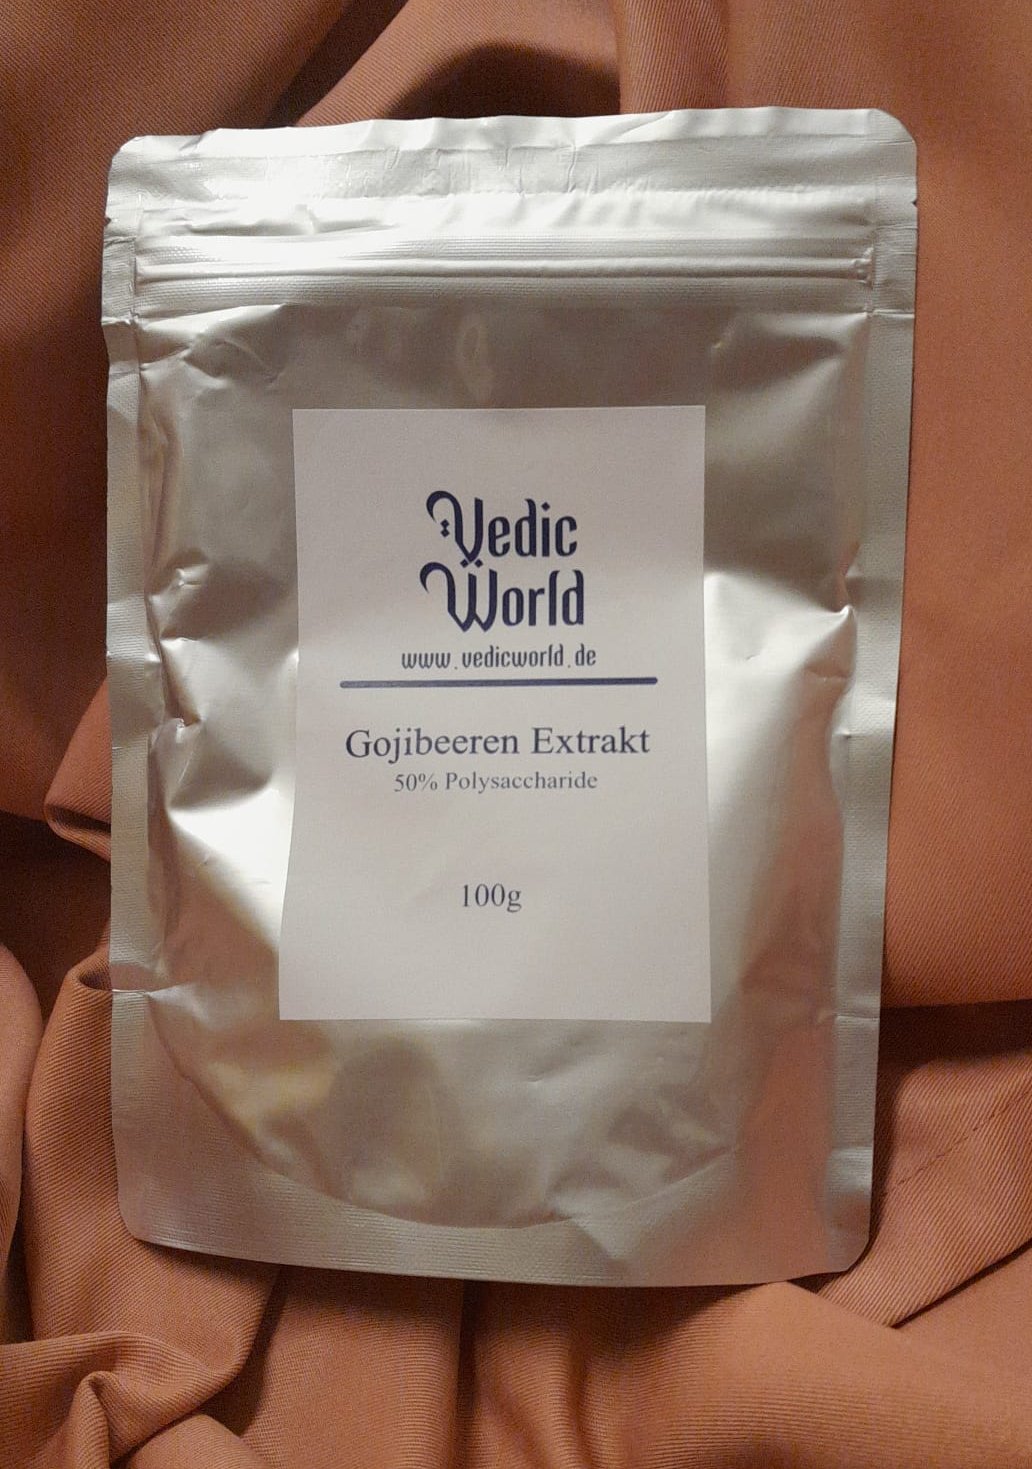 Vedic
World
www.vedicworld.de
Gojibeeren Extrakt
50% Polysaccharide
100g